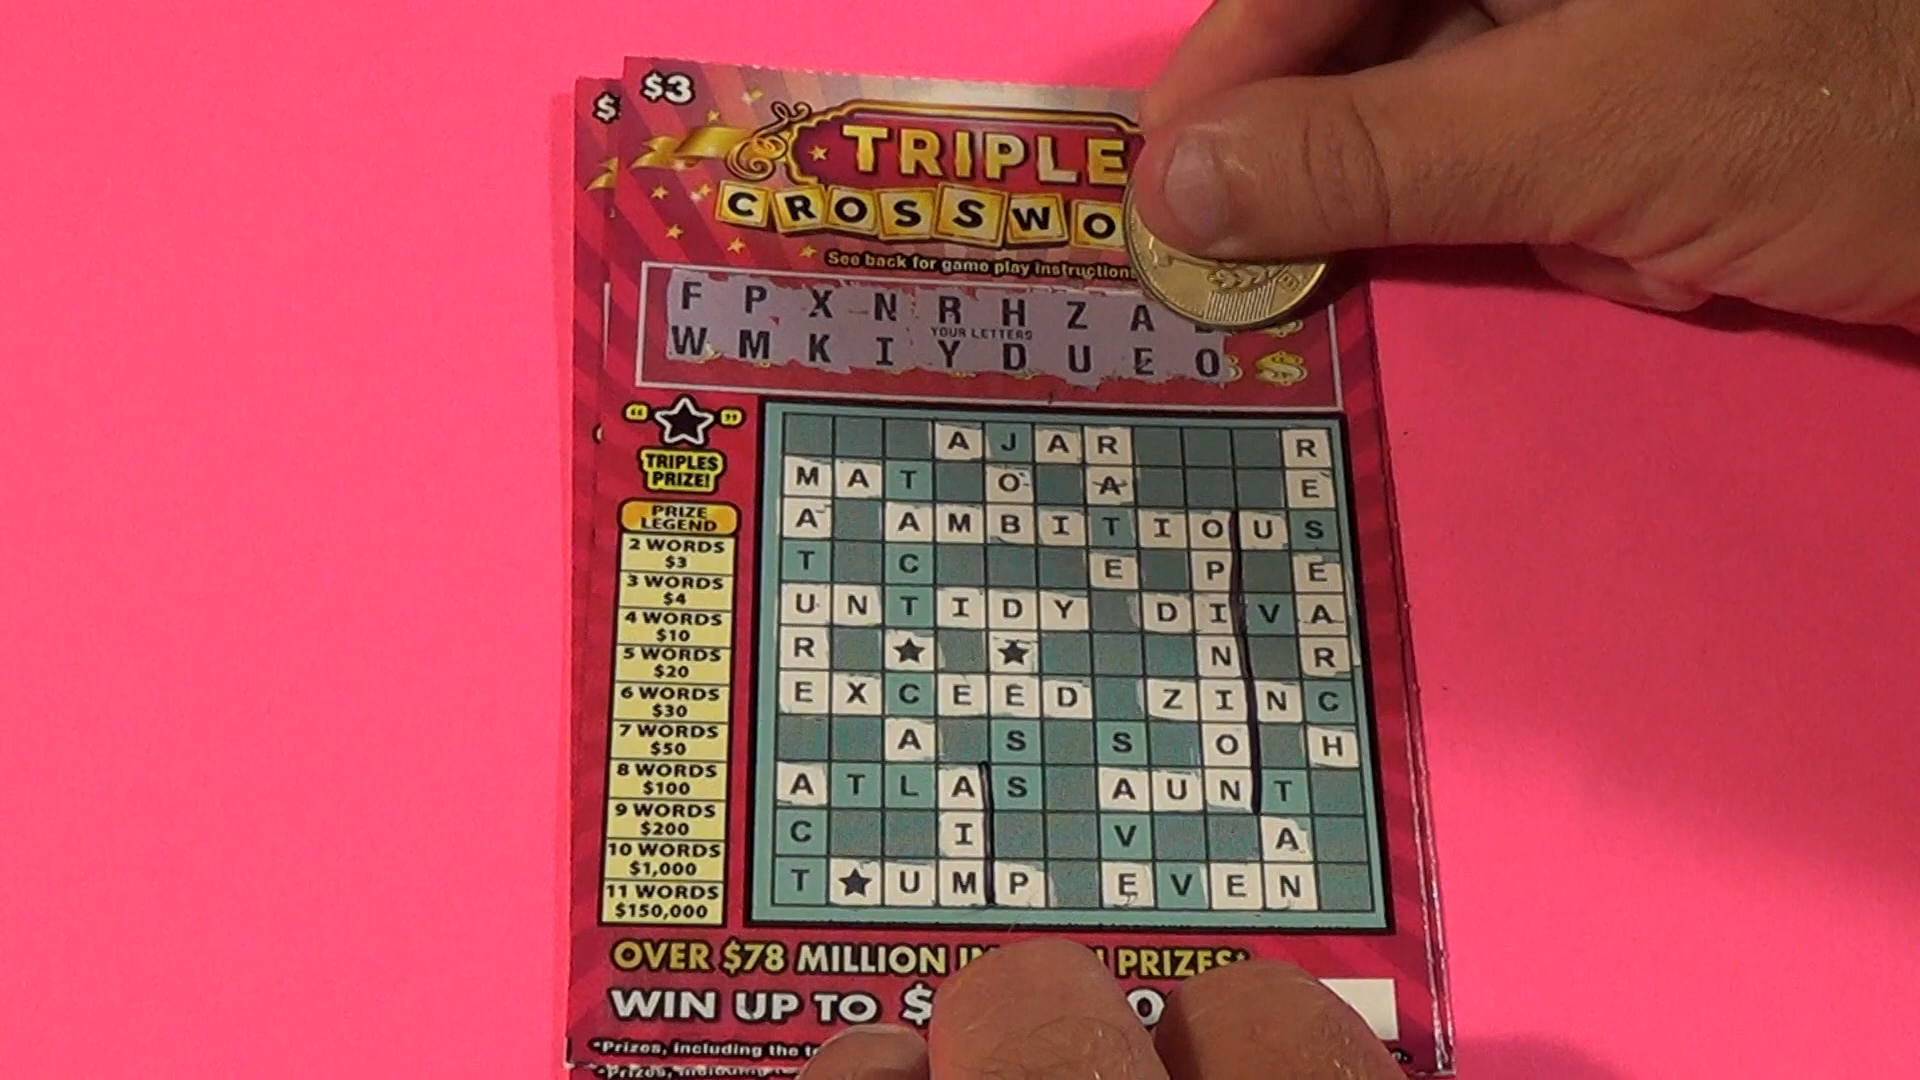 $3
$
TRIPLE
CROSSWO
See back for game play instructions
F P X N R H Z A
YOUR LETTERS
W M K I Y D U E O
$
" ★ "
TRIPLES
PRIZE!
PRIZE
LEGEND
2 WORDS
$3
3 WORDS
$4
4 WORDS
$10
5 WORDS
$20
6 WORDS
$30
7 WORDS
$50
8 WORDS
$100
9 WORDS
$200
10 WORDS
$1,000
11 WORDS
$150,000
A J A R R
M A T O A E
A A M B I T I O U S
T C E P E
U N T I D Y D I V A
R ★ ★ N R
E X C E E D Z I N C
A S S O H
A T L A S A U N T
C I V A
T ★ U M P E V E N
OVER $78 MILLION IN PRIZES*
WIN UP TO $
*Prizes, including the
*Prizes, including